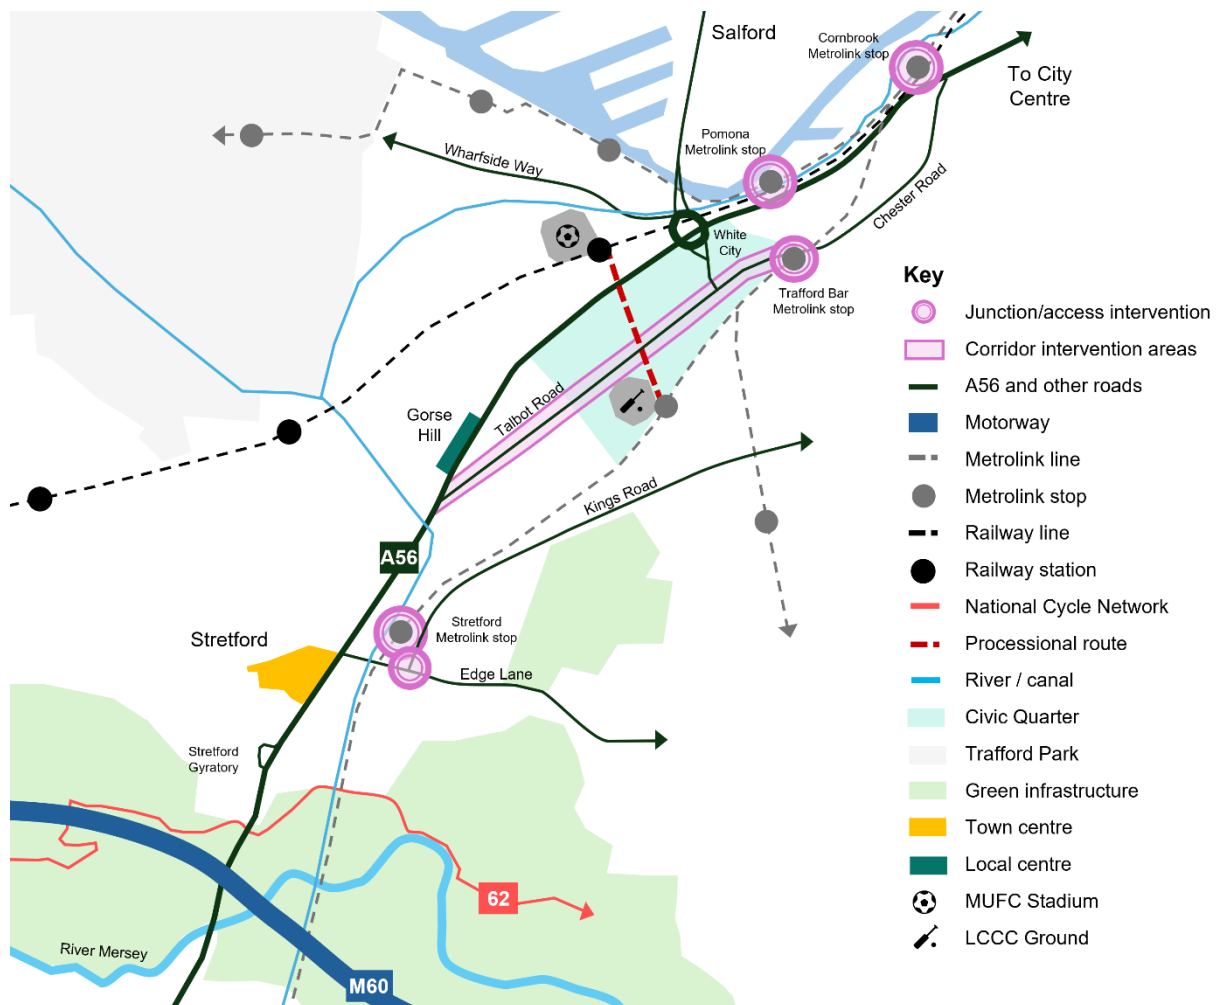 Salford
Cornbrook
Metrolink stop
To City
Centre
Pomona
Metrolink stop
Wharfside Way
Chester Road
White
City
Trafford Bar
Metrolink stop
Talbot Road
Gorse
Hill
Kings Road
A56
Stretford
Metrolink stop
Stretford
Edge Lane
Stretford
Gyratory
62
River Mersey
M60
Key
Junction/access intervention
Corridor intervention areas
A56 and other roads
Motorway
Metrolink line
Metrolink stop
Railway line
Railway station
National Cycle Network
Processional route
River / canal
Civic Quarter
Trafford Park
Green infrastructure
Town centre
Local centre
MUFC Stadium
LCCC Ground